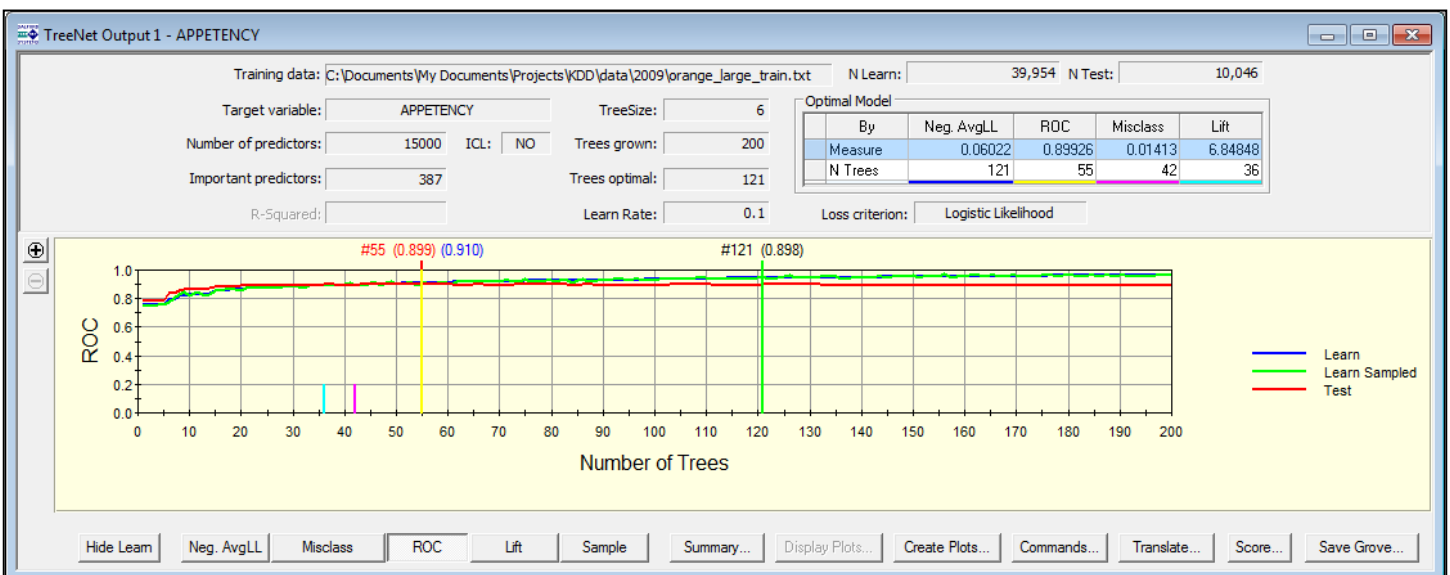 TreeNet Output 1 - APPETENCY
Training data: C:\Documents\My Documents\Projects\KDD\data\2009\orange_large_train.txt N Learn: 39,954 N Test: 10,046
Target variable: APPETENCY TreeSize: 6
Number of predictors: 15000 ICL: NO Trees grown: 200
Important predictors: 387 Trees optimal: 121
R-Squared: Learn Rate: 0.1
Optimal Model
By Neg. AvgLL ROC Misclass Lift
Measure 0.06022 0.89926 0.01413 6.84848
N Trees 121 55 42 36
Loss criterion: Logistic Likelihood
#55 (0.899) (0.910) #121 (0.898)
1.0
0.8
0.6
0.4
0.2
0.0
ROC
0 10 20 30 40 50 60 70 80 90 100 110 120 130 140 150 160 170 180 190 200
Number of Trees
Learn
Learn Sampled
Test
Hide Learn Neg. AvgLL Misclass ROC Lift Sample Summary... Display Plots... Create Plots... Commands... Translate... Score... Save Grove...